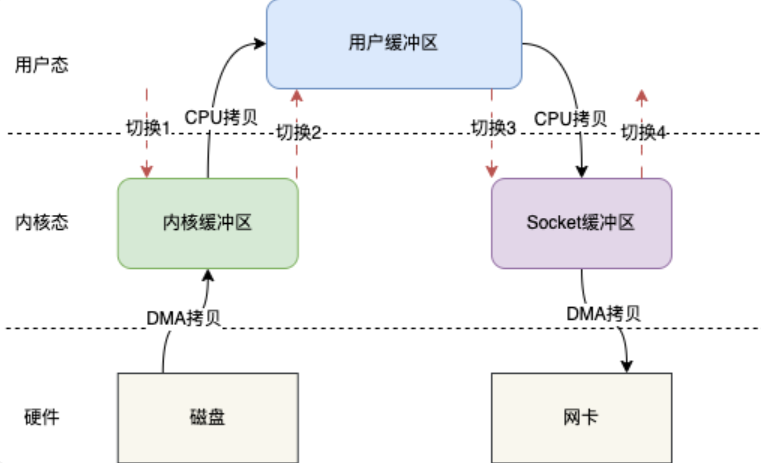 用户缓冲区
用户态
CPU拷贝
CPU拷贝
切换1
切换2
切换3
切换4
内核态
内核缓冲区
Socket缓冲区
DMA拷贝
DMA拷贝
硬件
磁盘
网卡